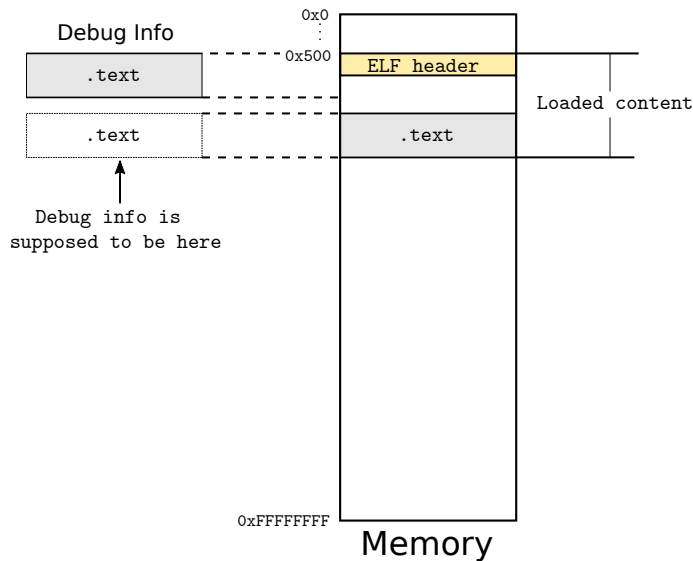 0x0
Debug Info
0x500
ELF header
.text
Loaded content
.text
.text
Debug info is
supposed to be here
0xFFFFFFFF
Memory